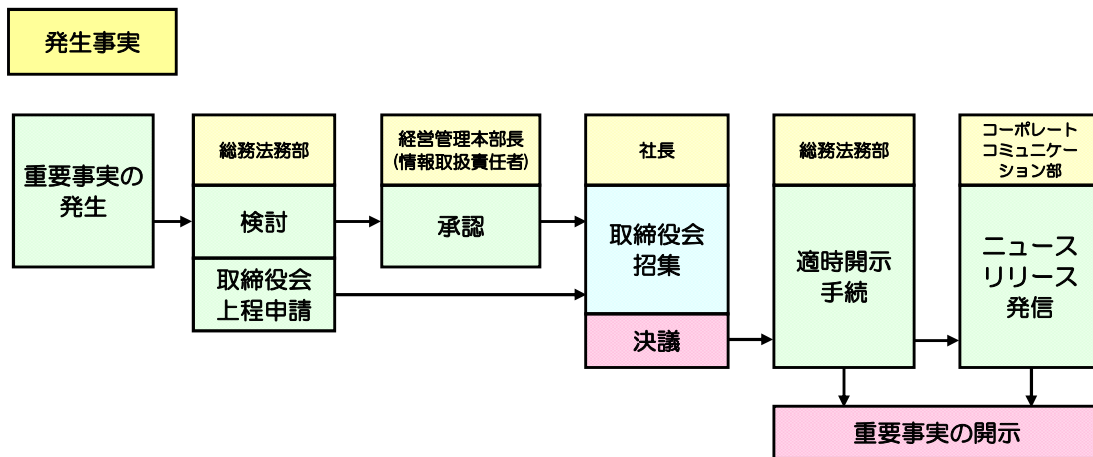 発生事実
重要事実の
発生
総務法務部
検討
取締役会
上程申請
経営管理本部長
(情報取扱責任者)
承認
社長
取締役会
招集
決議
総務法務部
適時開示
手続
コーポレート
コミュニケー
ション部
ニュース
リリース
発信
重要事実の開示